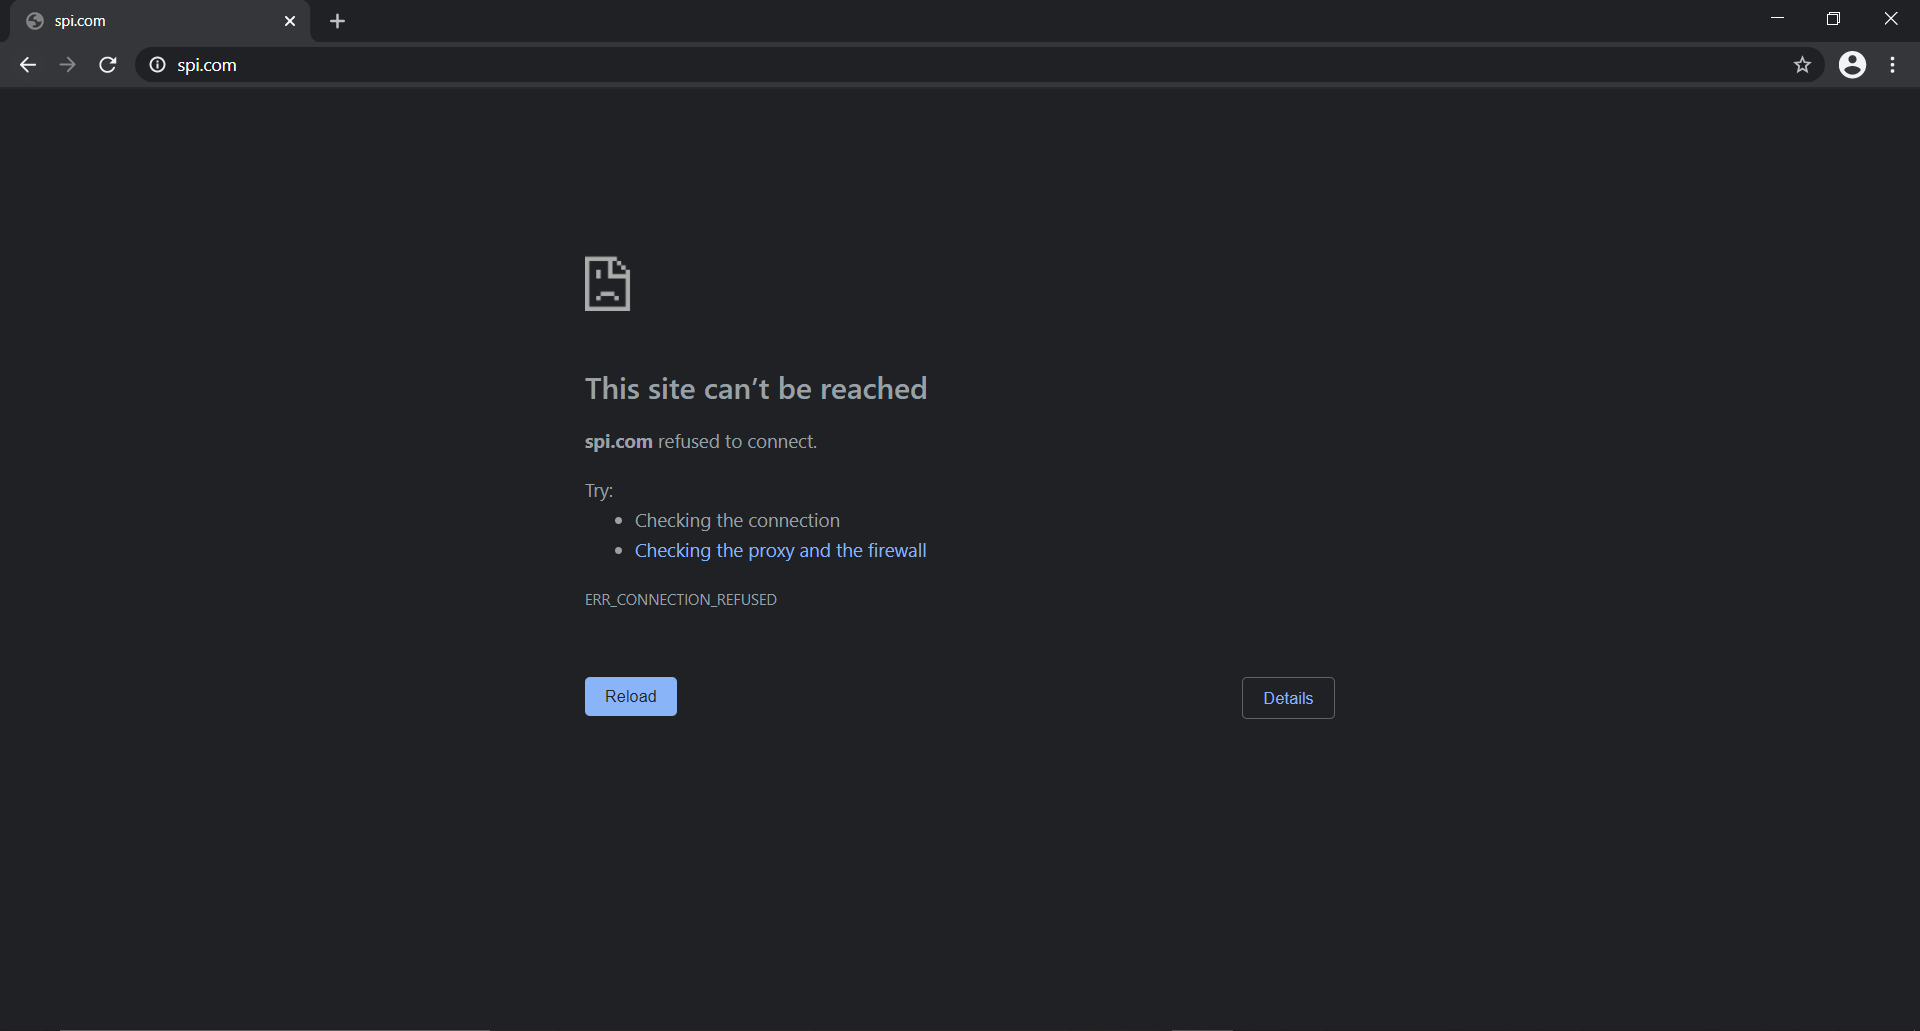 spi.com
spi.com
This site can’t be reached
spi.com refused to connect.
Try:
Checking the connection
Checking the proxy and the firewall
ERR_CONNECTION_REFUSED
Reload
Details